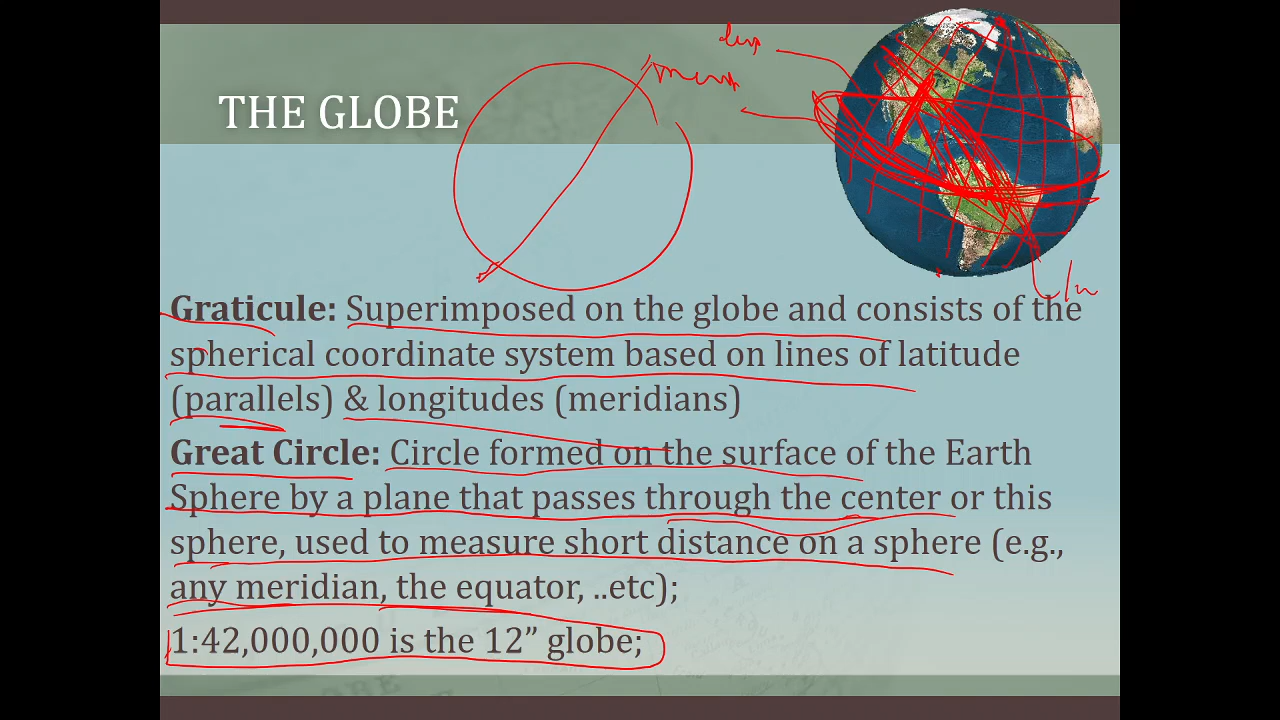 THE GLOBE
Graticule: Superimposed on the globe and consists of the
spherical coordinate system based on lines of latitude
(parallels) & longitudes (meridians)
Great Circle: Circle formed on the surface of the Earth
Sphere by a plane that passes through the center or this
sphere, used to measure short distance on a sphere (e.g.,
any meridian, the equator, ..etc);
1:42,000,000 is the 12” globe;